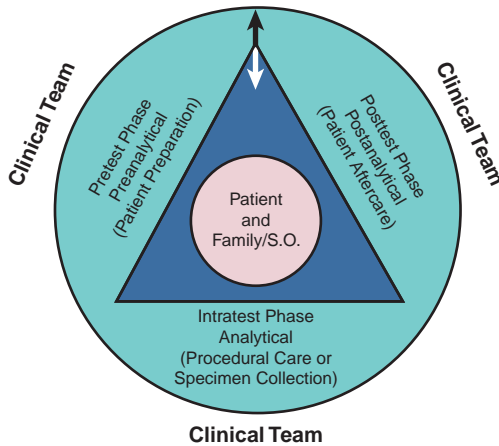 Clinical Team
Clinical Team
Pretest Phase
Preanalytical
(Patient Preparation)
Posttest Phase
Postanalytical
(Patient Aftercare)
Patient
and
Family/S.O.
Intratest Phase
Analytical
(Procedural Care or
Specimen Collection)
Clinical Team